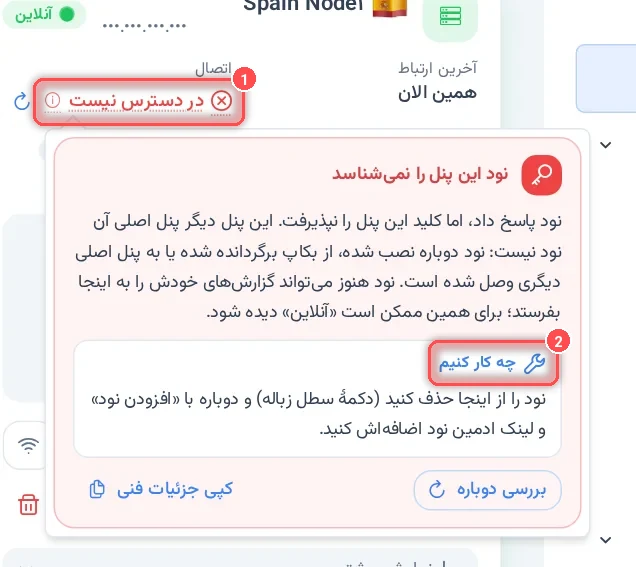 Spain Node1
آنلاین
آخرین ارتباط
همین الان
اتصال
در دسترس نیست
1
نود این پنل را نمی‌شناسد
نود پاسخ داد، اما کلید این پنل را نپذیرفت. این پنل دیگر پنل اصلی آن
نود نیست: نود دوباره نصب شده، از بکاپ برگردانده شده یا به پنل اصلی
دیگری وصل شده است. نود هنوز می‌تواند گزارش‌های خودش را به اینجا
بفرستد؛ برای همین ممکن است «آنلاین» دیده شود.
2
چه کار کنیم
نود را از اینجا حذف کنید (دکمهٔ سطل زباله) و دوباره با «افزودن نود»
و لینک ادمین نود اضافه‌اش کنید.
بررسی دوباره
کپی جزئیات فنی